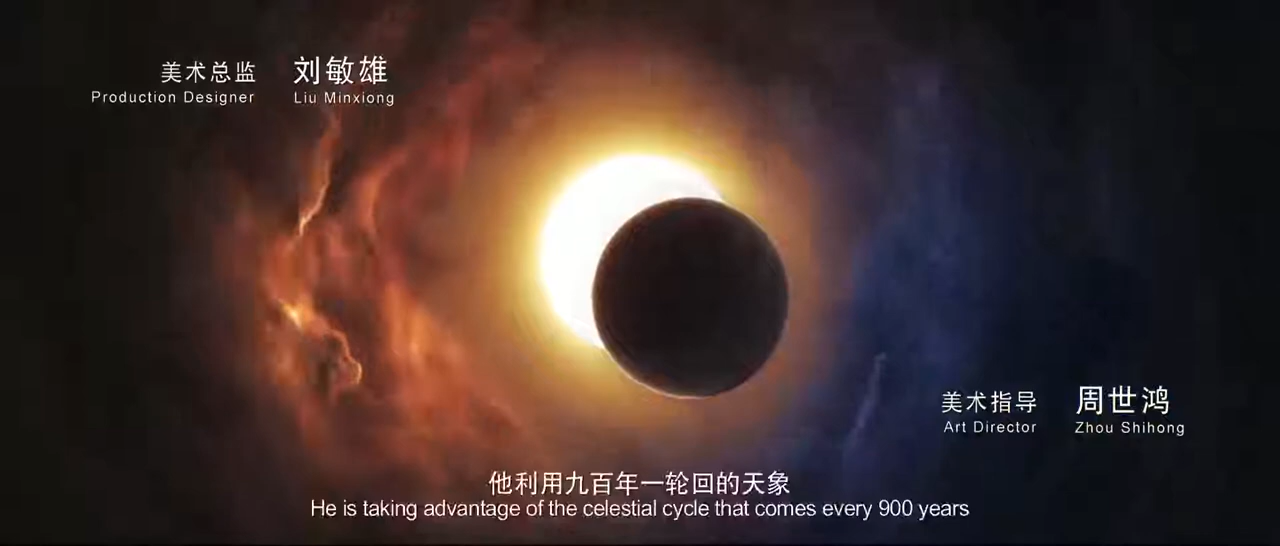 美术总监 刘敏雄
Production Designer Liu Minxiong
美术指导 周世鸿
Art Director Zhou Shihong
他利用九百年一轮回的天象
He is taking advantage of the celestial cycle that comes every 900 years